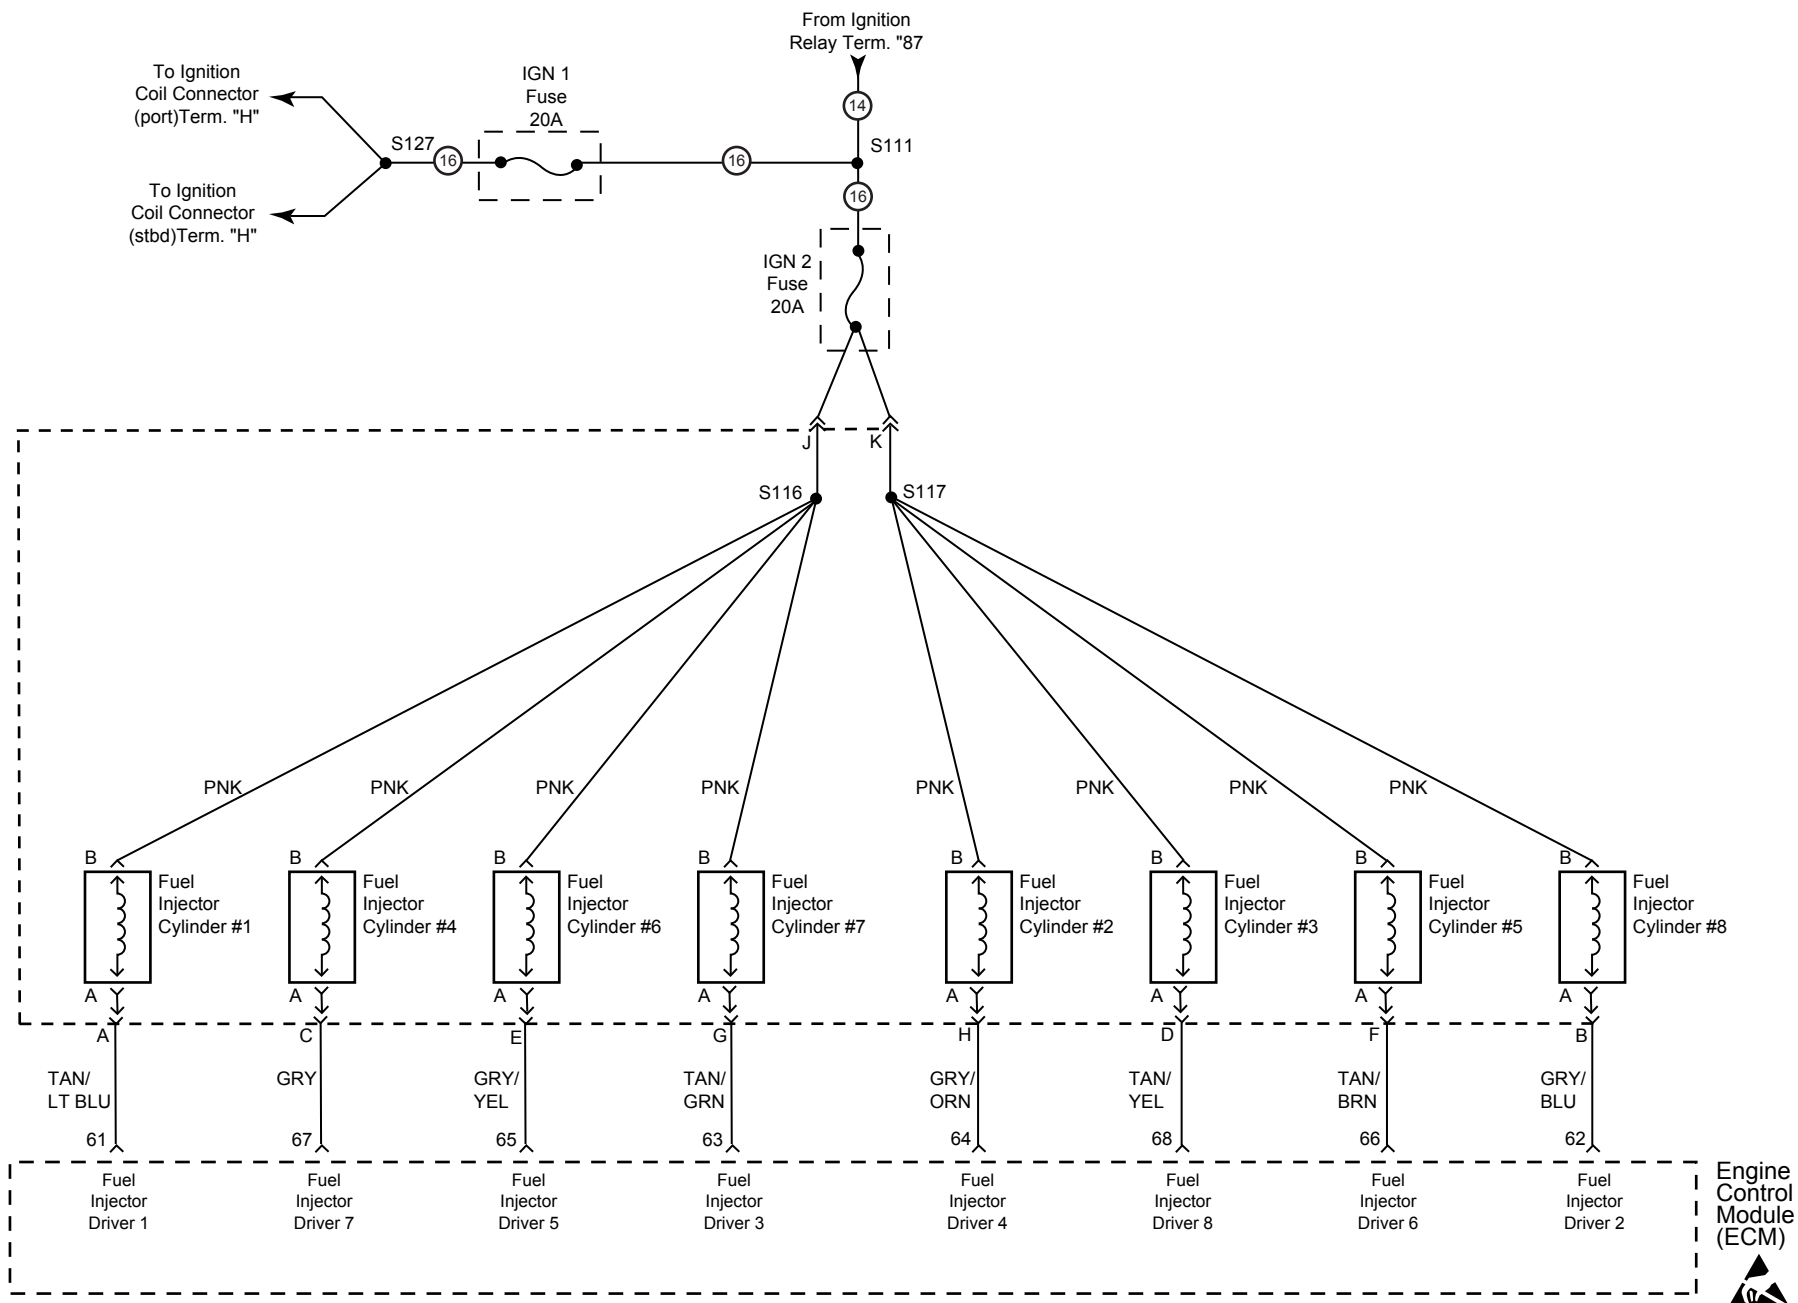 From Ignition
Relay Term. "87
To Ignition
Coil Connector
(port)Term. "H"
IGN 1
Fuse
20A
14
S127
S111
16
16
16
To Ignition
Coil Connector
(stbd)Term. "H"
IGN 2
Fuse
20A
J
K
S116
S117
PNK
PNK
PNK
PNK
PNK
PNK
PNK
PNK
B
Fuel
Injector
Cylinder #1
B
Fuel
Injector
Cylinder #4
B
Fuel
Injector
Cylinder #6
B
Fuel
Injector
Cylinder #7
B
Fuel
Injector
Cylinder #2
B
Fuel
Injector
Cylinder #3
B
Fuel
Injector
Cylinder #5
B
Fuel
Injector
Cylinder #8
A
A
A
A
A
A
A
A
A
C
E
G
H
D
F
B
TAN/
LT BLU
GRY
GRY/
YEL
TAN/
GRN
GRY/
ORN
TAN/
YEL
TAN/
BRN
GRY/
BLU
61
67
65
63
64
68
66
62
Fuel
Injector
Driver 1
Fuel
Injector
Driver 7
Fuel
Injector
Driver 5
Fuel
Injector
Driver 3
Fuel
Injector
Driver 4
Fuel
Injector
Driver 8
Fuel
Injector
Driver 6
Fuel
Injector
Driver 2
Engine
Control
Module
(ECM)